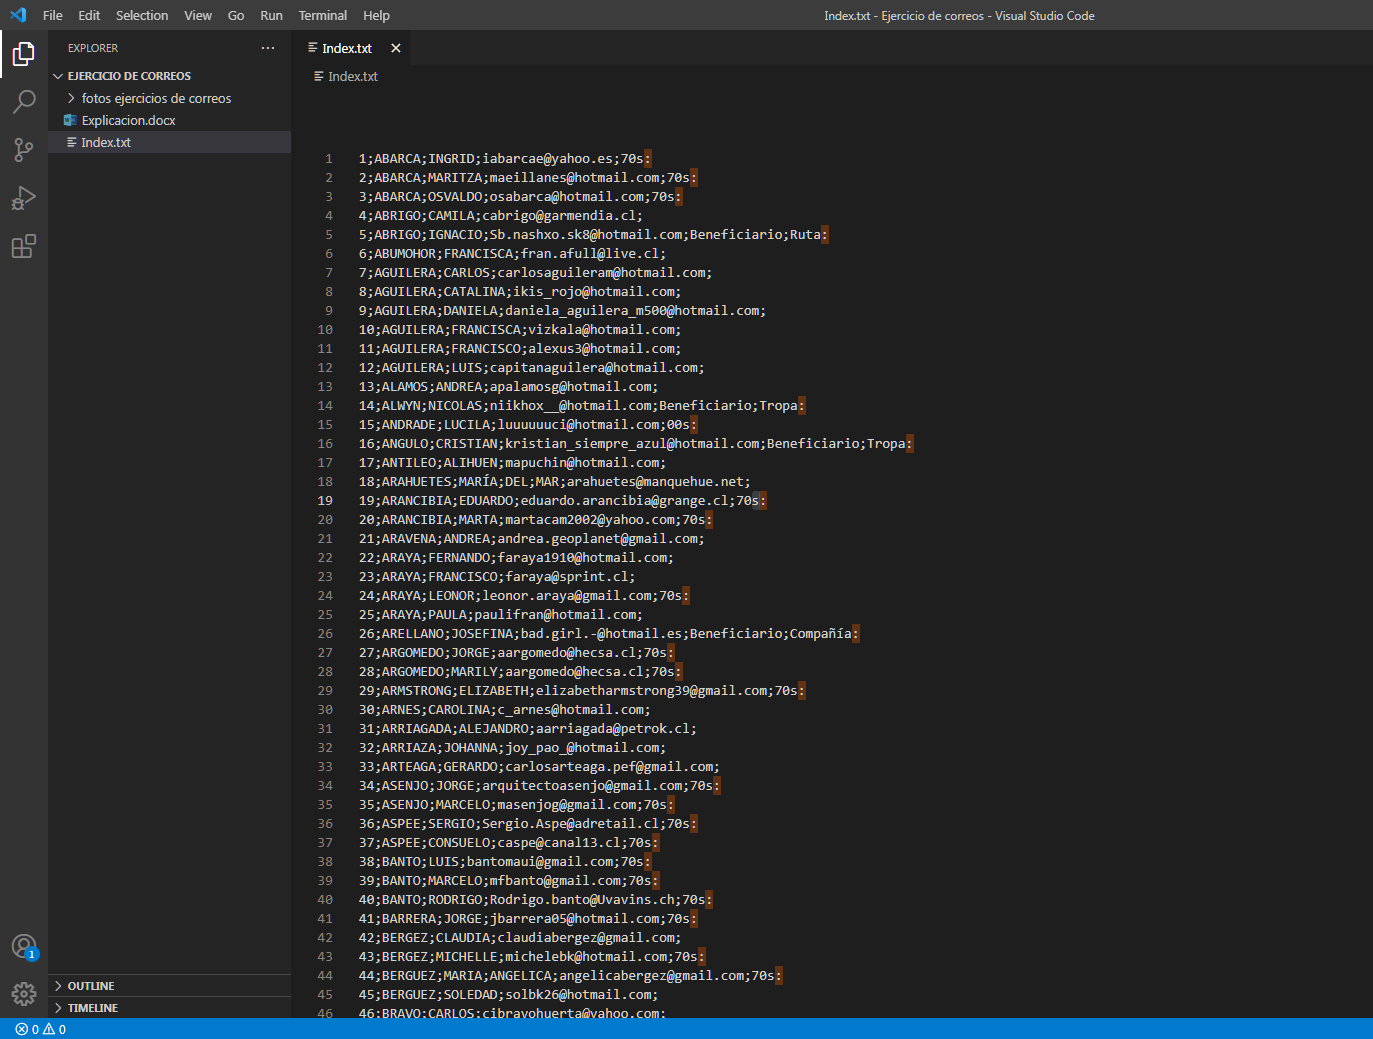 File Edit Selection View Go Run Terminal Help Index.txt - Ejercicio de correos - Visual Studio Code
EXPLORER ...
EJERCICIO DE CORREOS
fotos ejercicios de correos
Explicacion.docx
Index.txt
Index.txt
Index.txt
1 1;ABARCA;INGRID;iabarcae@yahoo.es;70s:
2 2;ABARCA;MARITZA;maeillanes@hotmail.com;70s:
3 3;ABARCA;OSVALDO;osabarca@hotmail.com;70s:
4 4;ABRIGO;CAMILA;cabrigo@garmendia.cl;
5 5;ABRIGO;IGNACIO;Sb.nashxo.sk8@hotmail.com;Beneficiario;Ruta:
6 6;ABUMOHOR;FRANCISCA;fran.afull@live.cl;
7 7;AGUILERA;CARLOS;carlosaguileram@hotmail.com;
8 8;AGUILERA;CATALINA;ikis_rojo@hotmail.com;
9 9;AGUILERA;DANIELA;daniela_aguilera_m500@hotmail.com;
10 10;AGUILERA;FRANCISCA;vizkala@hotmail.com;
11 11;AGUILERA;FRANCISCO;alexus3@hotmail.com;
12 12;AGUILERA;LUIS;capitanaguilera@hotmail.com;
13 13;ALAMOS;ANDREA;apalamosg@hotmail.com;
14 14;ALWYN;NICOLAS;niikhox__@hotmail.com;Beneficiario;Tropa:
15 15;ANDRADE;LUCILA;luuuuuuci@hotmail.com;00s:
16 16;ANGULO;CRISTIAN;kristian_siempre_azul@hotmail.com;Beneficiario;Tropa:
17 17;ANTILEO;ALIHUEN;mapuchin@hotmail.com;
18 18;ARAHUETES;MARÍA;DEL;MAR;arahuetes@manquehue.net;
19 19;ARANCIBIA;EDUARDO;eduardo.arancibia@grange.cl;70s:
20 20;ARANCIBIA;MARTA;martacam2002@yahoo.com;70s:
21 21;ARAVENA;ANDREA;andrea.geoplanet@gmail.com;
22 22;ARAYA;FERNANDO;faraya1910@hotmail.com;
23 23;ARAYA;FRANCISCO;faraya@sprint.cl;
24 24;ARAYA;LEONOR;leonor.araya@gmail.com;70s:
25 25;ARAYA;PAULA;paulifran@hotmail.com;
26 26;ARELLANO;JOSEFINA;bad.girl.-@hotmail.es;Beneficiario;Compañía:
27 27;ARGOMEDO;JORGE;aargomedo@hecsa.cl;70s:
28 28;ARGOMEDO;MARILY;aargomedo@hecsa.cl;70s:
29 29;ARMSTRONG;ELIZABETH;elizabetharmstrong39@gmail.com;70s:
30 30;ARNES;CAROLINA;c_arnes@hotmail.com;
31 31;ARRIAGADA;ALEJANDRO;aarriagada@petrok.cl;
32 32;ARRIAZA;JOHANNA;joy_pao_@hotmail.com;
33 33;ARTEAGA;GERARDO;carlosarteaga.pef@gmail.com;
34 34;ASENJO;JORGE;arquitectoasenjo@gmail.com;70s:
35 35;ASENJO;MARCELO;masenjog@gmail.com;70s:
36 36;ASPEE;SERGIO;Sergio.Aspe@adretail.cl;70s:
37 37;ASPEE;CONSUELO;caspe@canal13.cl;70s:
38 38;BANTO;LUIS;bantomaui@gmail.com;70s:
39 39;BANTO;MARCELO;mfbanto@gmail.com;70s:
40 40;BANTO;RODRIGO;Rodrigo.banto@Uvavins.ch;70s:
41 41;BARRERA;JORGE;jbarrera05@hotmail.com;70s:
42 42;BERGEZ;CLAUDIA;claudiabergez@gmail.com;
43 43;BERGEZ;MICHELLE;michelebk@hotmail.com;70s:
44 44;BERGUEZ;MARIA;ANGELICA;angelicabergez@gmail.com;70s:
45 45;BERGUEZ;SOLEDAD;solbk26@hotmail.com;
46 46;BRAVO;CARLOS;cibravohuerta@yahoo.com;
1
OUTLINE
TIMELINE
0 0